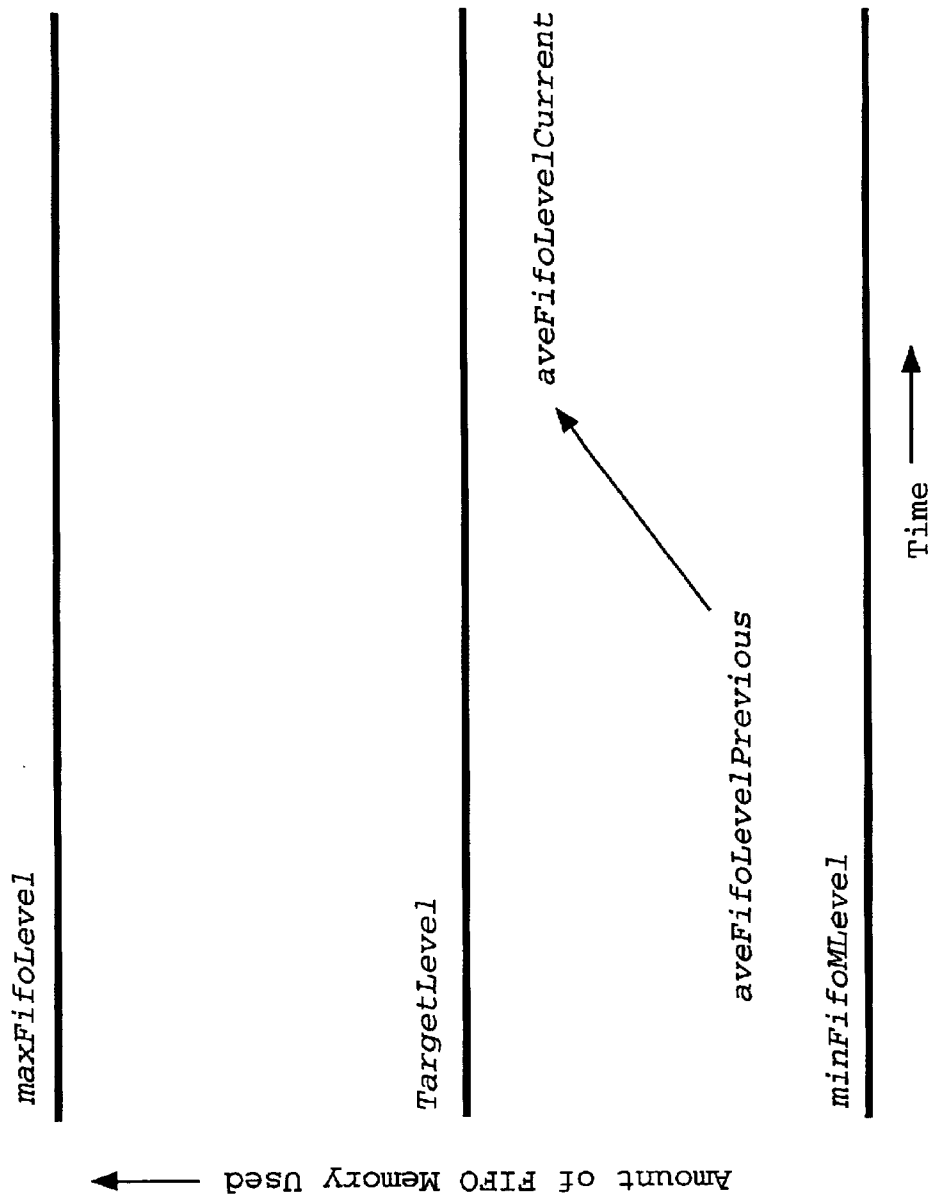 maxFifoLevel
TargetLevel
aveFifoLevelCurrent
aveFifoLevelPrevious
minFifoMLevel
Amount of FIFO Memory Used
Time